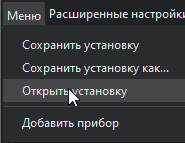 Меню Расширенные настройки
Сохранить установку
Сохранить установку как...
Открыть установку
Добавить прибор